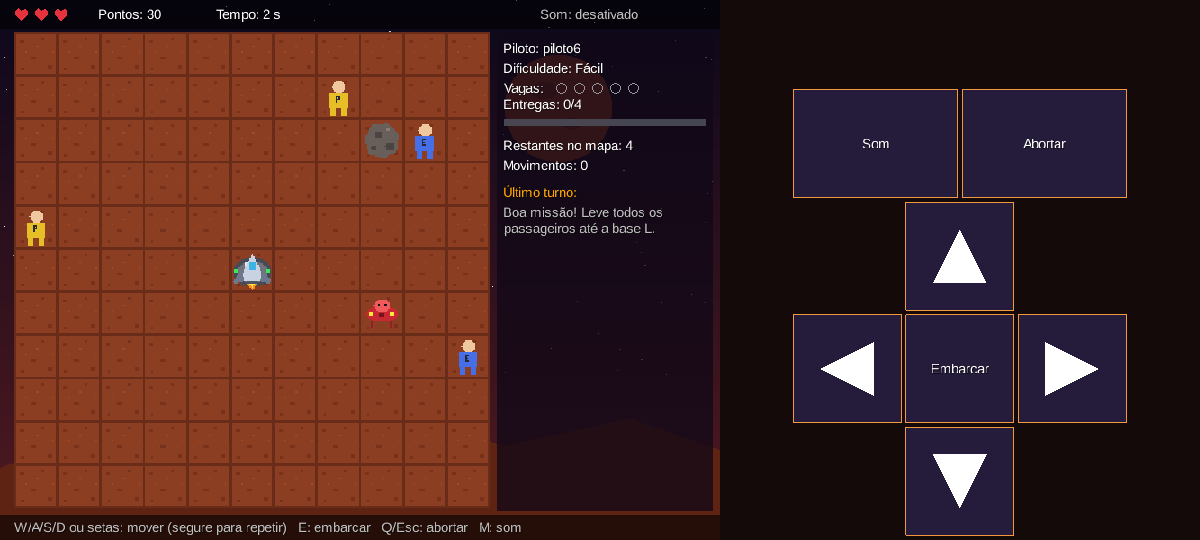 Pontos: 30 Tempo: 2 s Som: desativado
Piloto: piloto6
Dificuldade: Fácil
Vagas:
Entregas: 0/4
Restantes no mapa: 4
Movimentos: 0
Último turno:
Boa missão! Leve todos os
passageiros até a base L.
P
E
P
E
W/A/S/D ou setas: mover (segure para repetir) E: embarcar Q/Esc: abortar M: som
Som Abortar
Embarcar